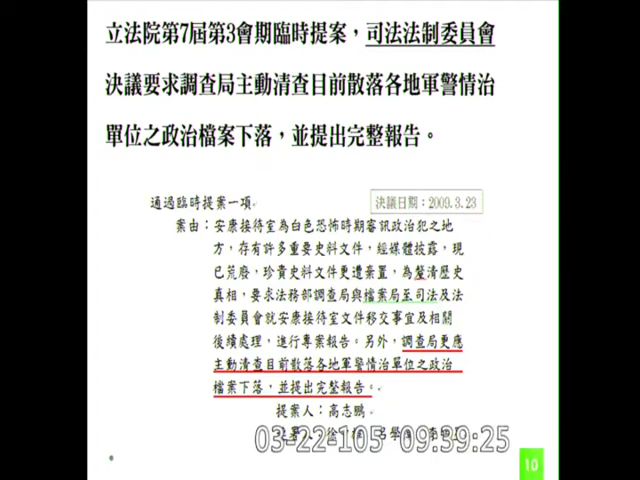 立法院第7屆第3會期臨時提案，司法法制委員會
決議要求調查局主動清查目前散落各地軍警情治
單位之政治檔案下落，並提出完整報告。
通過臨時提案一項
決議日期：2009.3.23
案由：安康接待室為白色恐怖時期審訊政治犯之地
方，存有許多重要史料文件，經媒體披露，現
已荒廢，珍貴史料文件更遭棄置，為釐清歷史
真相，要求法務部調查局與檔案局至司法及法
制委員會就安康接待室文件移交事宜及相關
後續處理，進行專案報告。另外，調查局更應
主動清查目前散落各地軍警情治單位之政治
檔案下落，並提出完整報告。
提案人：高志鵬
03-22-105 09:39:25
10